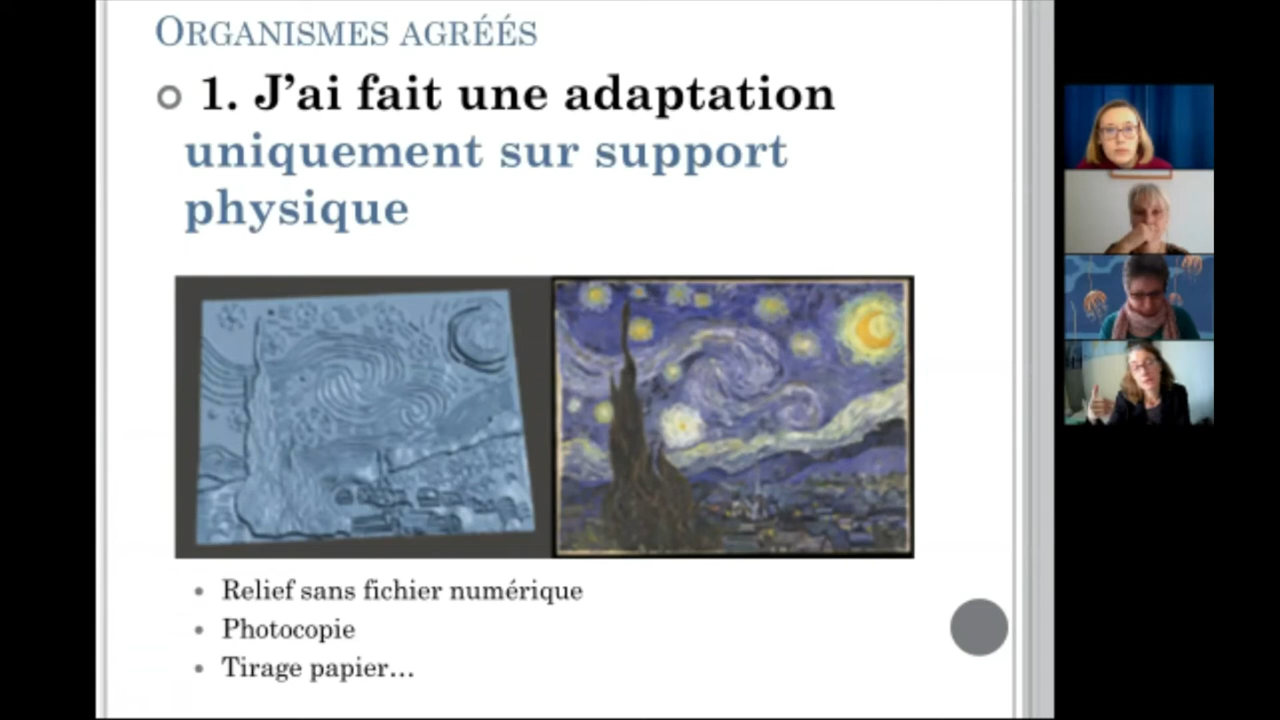 ORGANISMES AGRÉÉS
1. J’ai fait une adaptation
uniquement sur support
physique
Relief sans fichier numérique
Photocopie
Tirage papier…